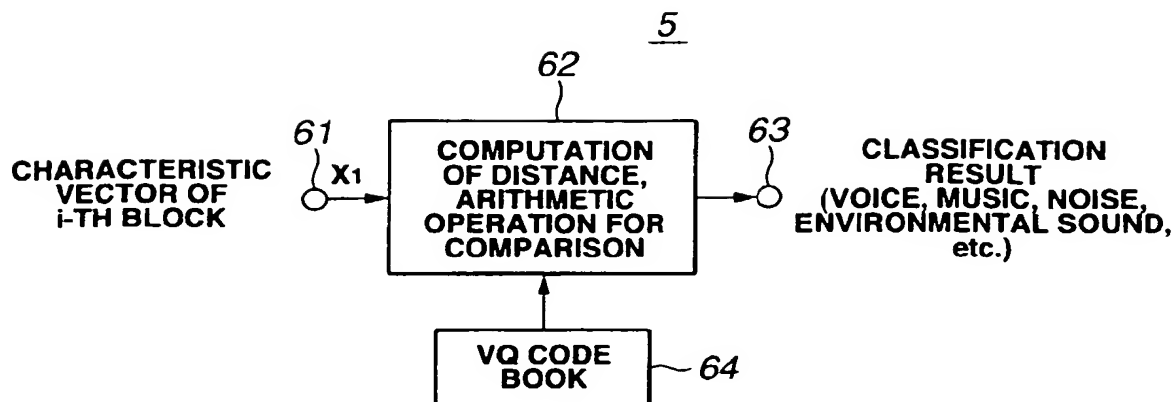 5
62
61
63
CHARACTERISTIC
VECTOR OF
i-TH BLOCK
X1
COMPUTATION
OF DISTANCE,
ARITHMETIC
OPERATION FOR
COMPARISON
CLASSIFICATION
RESULT
(VOICE, MUSIC, NOISE,
ENVIRONMENTAL SOUND,
etc.)
VQ CODE
BOOK
64